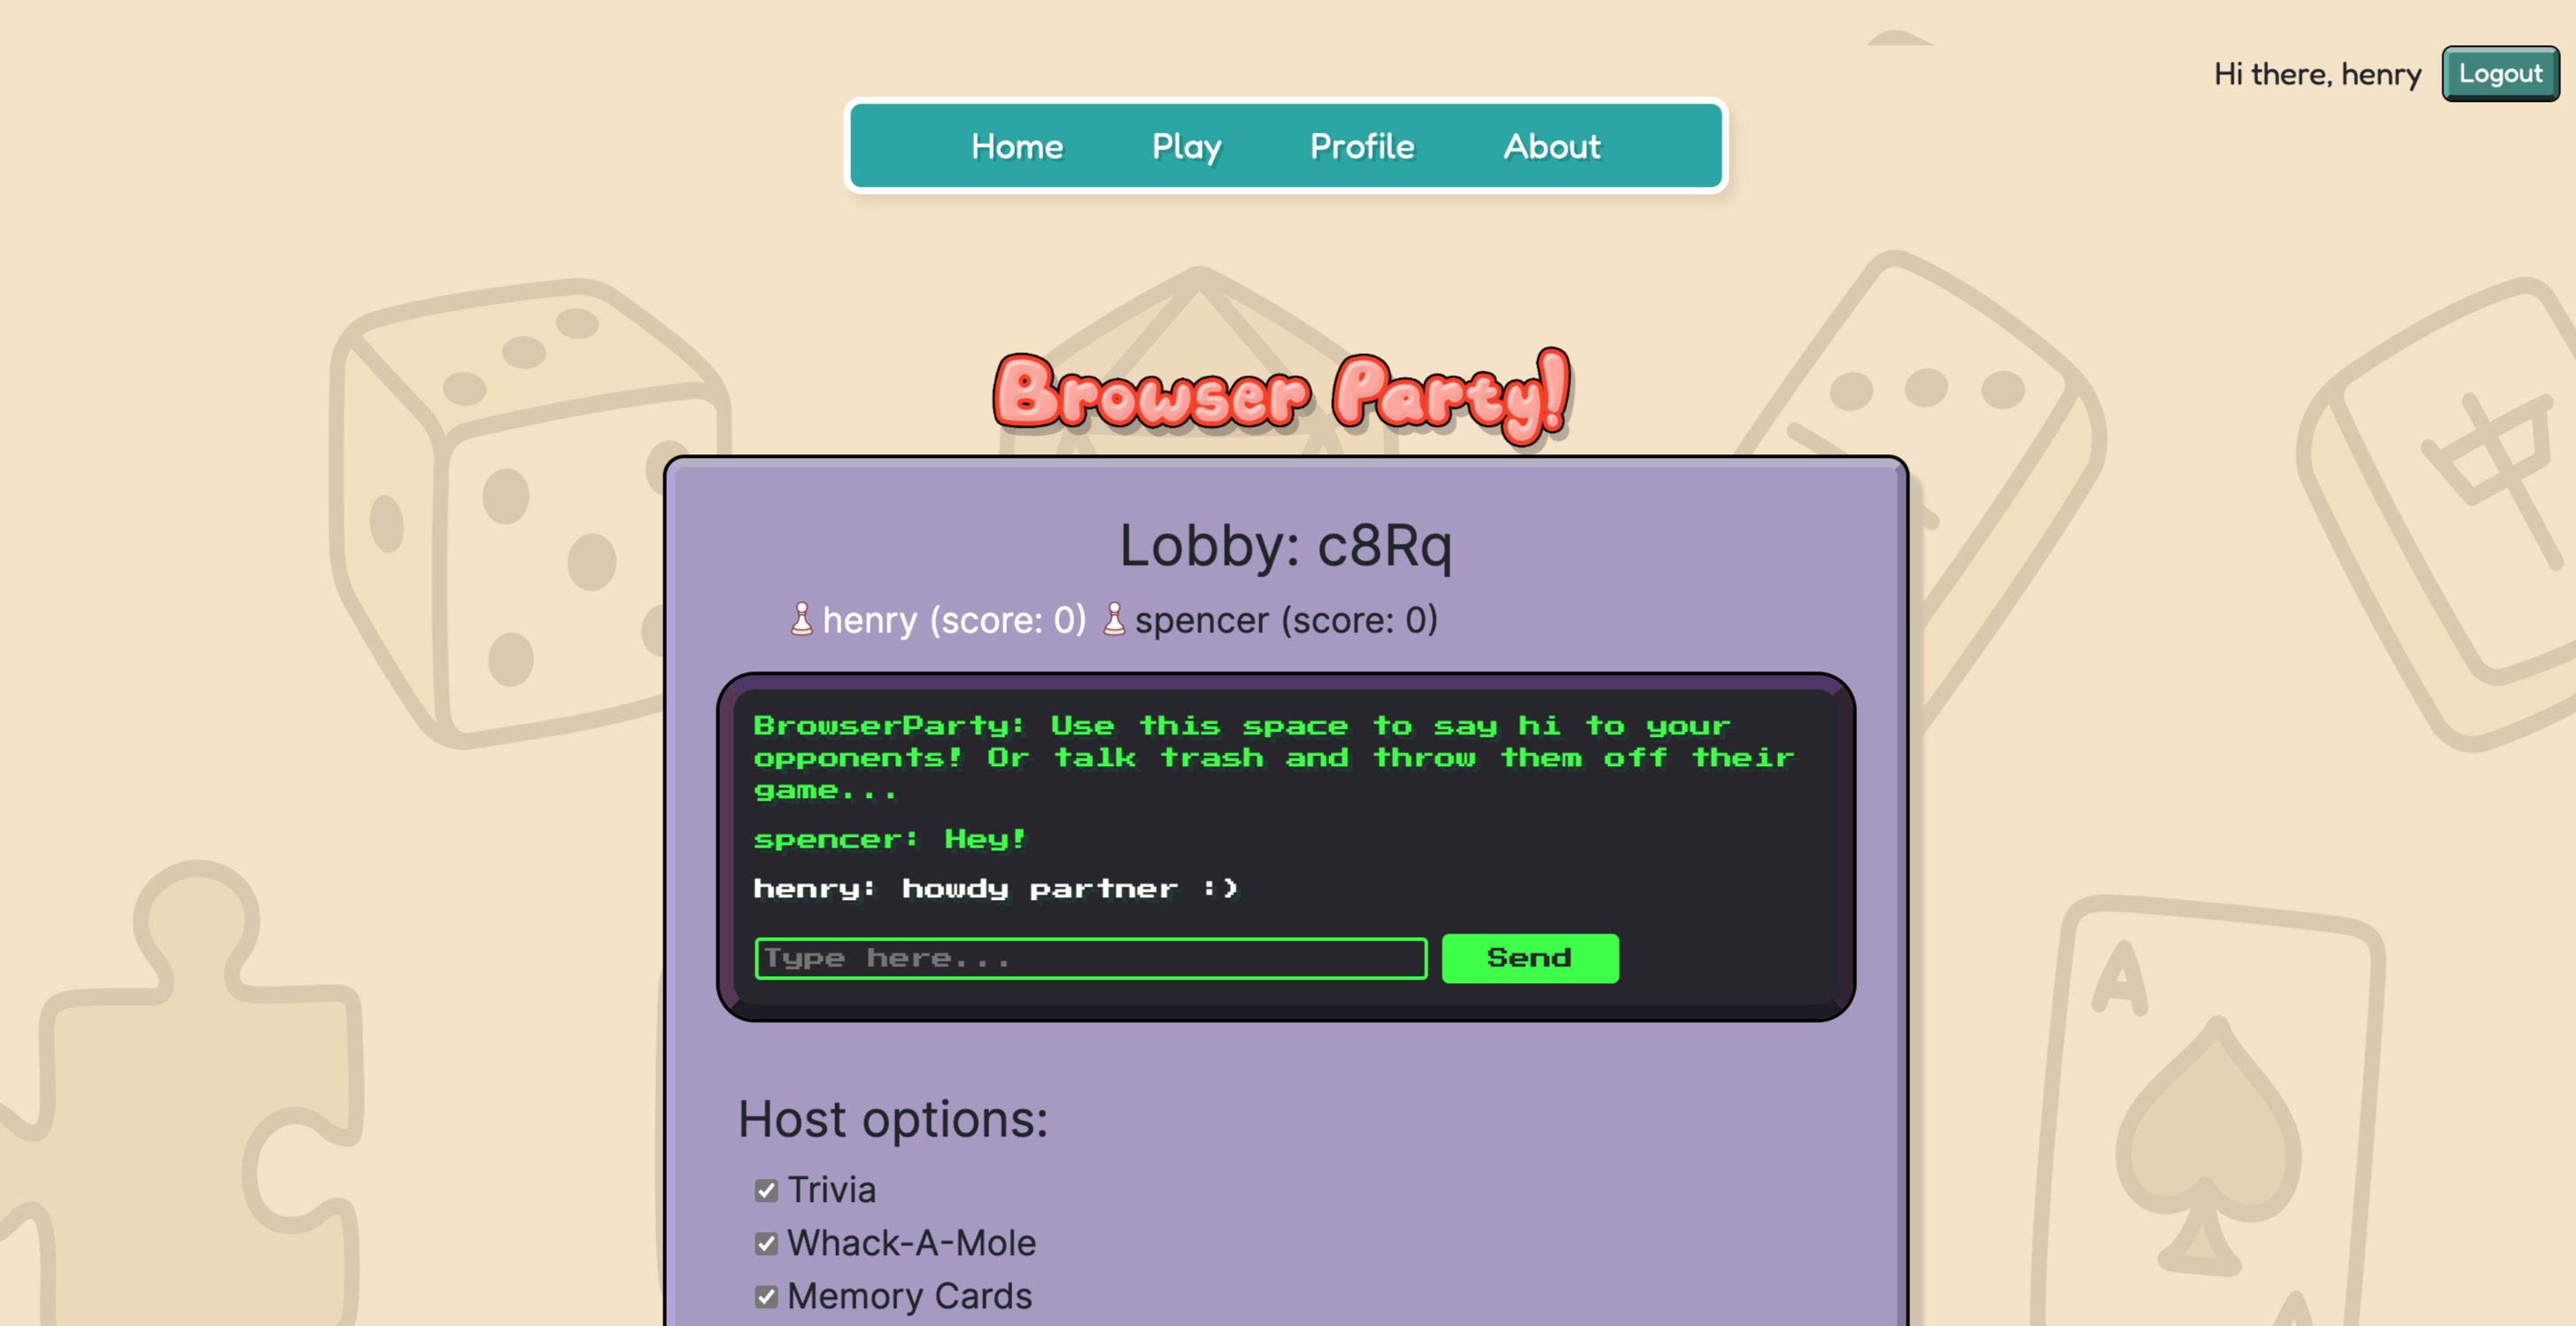 Hi there, henry Logout
Home Play Profile About
Browser Party!
Lobby: c8Rq
henry (score: 0) spencer (score: 0)
BrowserParty: Use this space to say hi to your
opponents! Or talk trash and throw them off their
game...
spencer: Hey!
henry: howdy partner :)
Type here... Send
Host options:
Trivia
Whack-A-Mole
Memory Cards
A
A